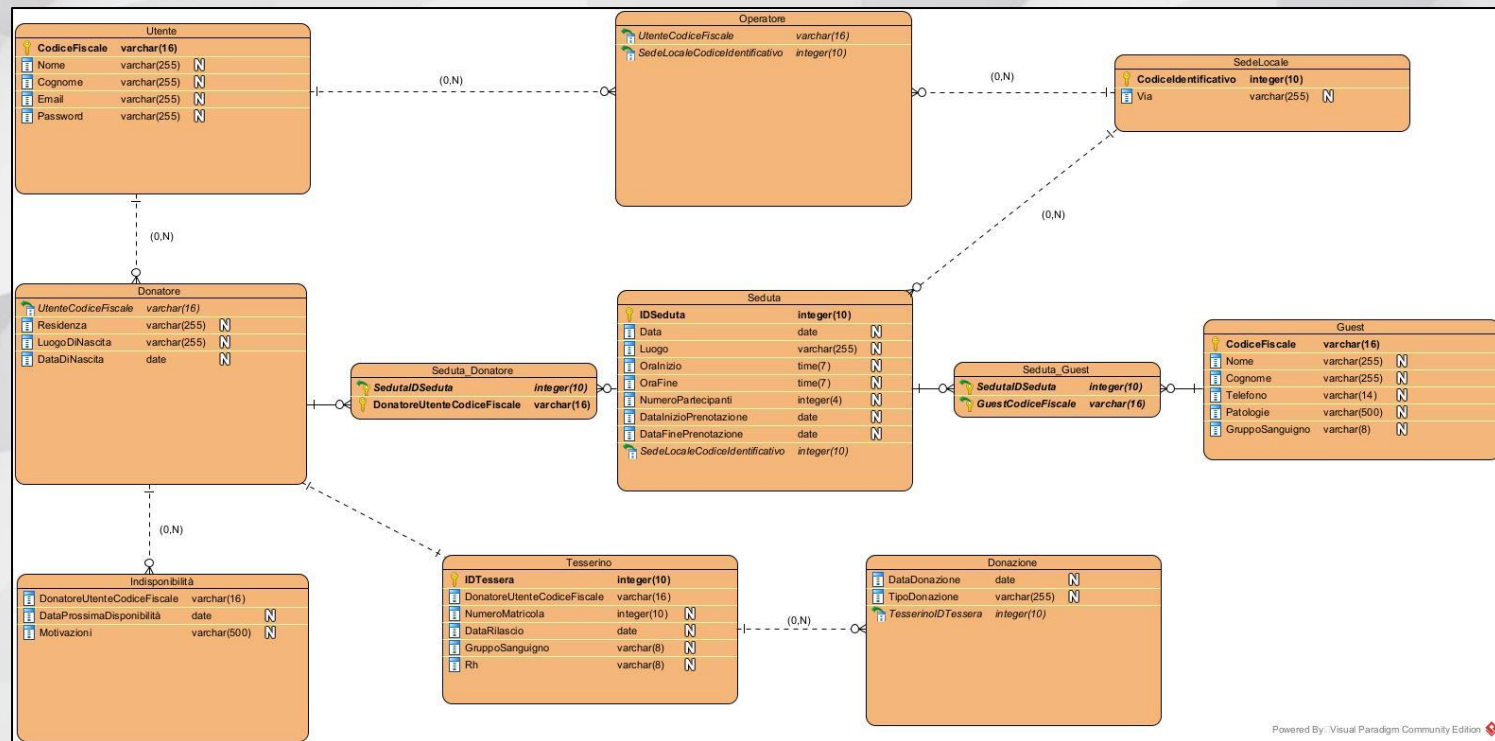 Utente
CodiceFiscale varchar(16)
Nome varchar(255) N
Cognome varchar(255) N
Email varchar(255) N
Password varchar(255) N
Operatore
UtenteCodiceFiscale varchar(16)
SedeLocaleCodiceIdentificativo integer(10)
SedeLocale
CodiceIdentificativo integer(10)
Via varchar(255) N
(0,N)
(0,N)
(0,N)
(0,N)
Donatore
UtenteCodiceFiscale varchar(16)
Residenza varchar(255) N
LuogoDiNascita varchar(255) N
DataDiNascita date N
Seduta_Donatore
SedutaIDSeduta integer(10)
DonatoreUtenteCodiceFiscale varchar(16)
Seduta
IDSeduta integer(10)
Data date N
Luogo varchar(255) N
OraInizio time(7) N
OraFine time(7) N
NumeroPartecipanti integer(4) N
DataInizioPrenotazione date N
DataFinePrenotazione date N
SedeLocaleCodiceIdentificativo integer(10)
Seduta_Guest
SedutaIDSeduta integer(10)
GuestCodiceFiscale varchar(16)
Guest
CodiceFiscale varchar(16)
Nome varchar(255) N
Cognome varchar(255) N
Telefono varchar(14) N
Patologie varchar(500) N
GruppoSanguigno varchar(8) N
(0,N)
Indisponibilità
DonatoreUtenteCodiceFiscale varchar(16)
DataProssimaDisponibilità date N
Motivazioni varchar(500) N
Tesserino
IDTessera integer(10)
DonatoreUtenteCodiceFiscale varchar(16)
NumeroMatricola integer(10) N
DataRilascio date N
GruppoSanguigno varchar(8) N
Rh varchar(8) N
(0,N)
Donazione
DataDonazione date N
TipoDonazione varchar(255) N
TesserinoIDTessera integer(10)
Powered By: Visual Paradigm Community Edition